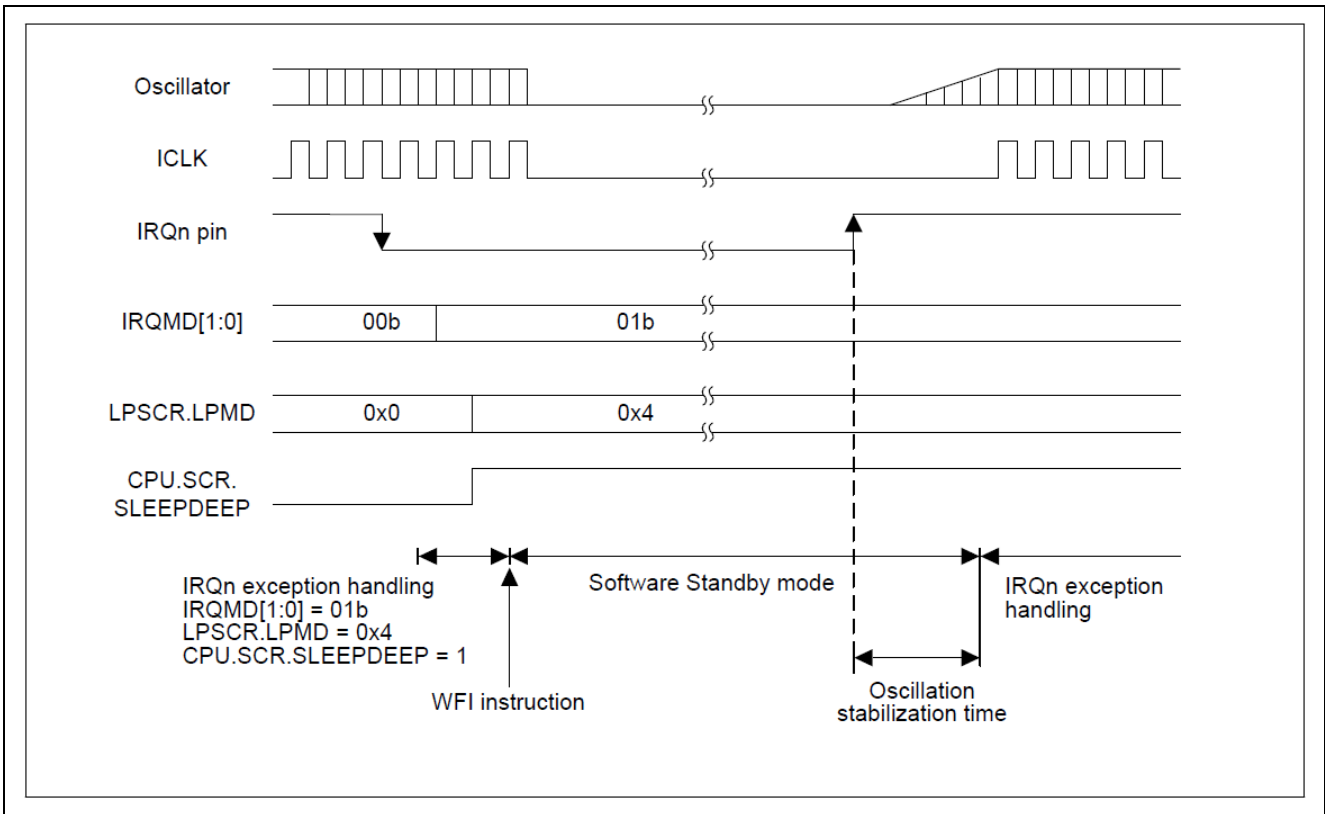 Oscillator
ICLK
IRQn pin
IRQMD[1:0]
00b
01b
LPSCR.LPMD
0x0
0x4
CPU.SCR.
SLEEPDEEP
IRQn exception handling
IRQMD[1:0] = 01b
LPSCR.LPMD = 0x4
CPU.SCR.SLEEPDEEP = 1
WFI instruction
Software Standby mode
IRQn exception
handling
Oscillation
stabilization time